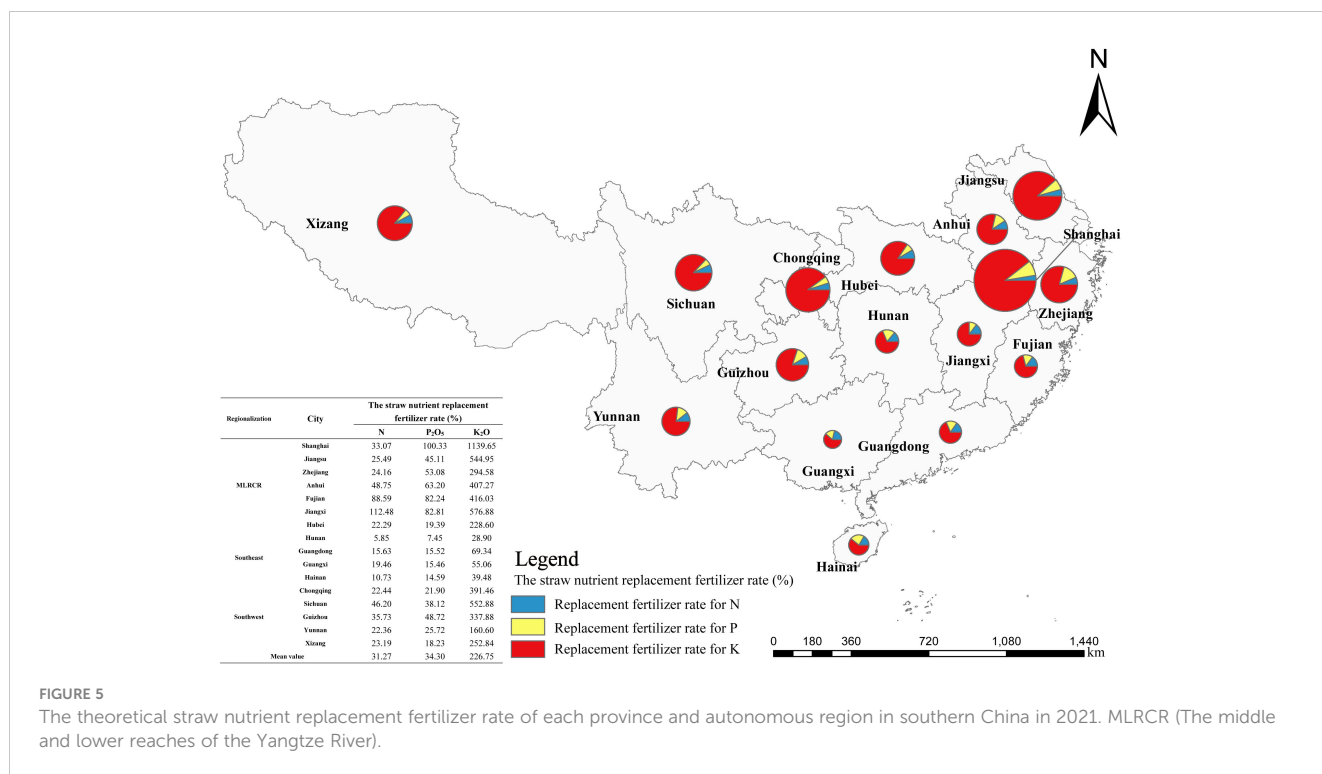 N
Jiangsu
Anhui
Shanghai
Xizang
Chongqing
Hubei
Sichuan
Zhejiang
Hunan
Fujian
Jiangxi
Guizhou
Yunnan
Guangdong
Guangxi
Hainai
Regionalization City The straw nutrient replacement
fertilizer rate (%)
N P₂O₅ K₂O
Shanghai 33.07 100.33 1139.65
Jiangsu 25.49 45.11 544.95
Zhejiang 24.16 53.08 294.58
MLRCR Anhui 48.75 63.20 407.27
Fujian 88.59 82.24 416.03
Jiangxi 112.48 82.81 576.88
Hubei 22.29 19.39 228.60
Hunan 5.85 7.45 28.90
Southeast Guangdong 15.63 15.52 69.34
Guangxi 19.46 15.46 55.06
Hainan 10.73 14.59 39.48
Chongqing 22.44 21.90 391.46
Sichuan 46.20 38.12 552.88
Southwest Guizhou 35.73 48.72 337.88
Yunnan 22.36 25.72 160.60
Xizang 23.19 18.23 252.84
Mean value 31.27 34.30 226.75
Legend
The straw nutrient replacement fertilizer rate (%)
Replacement fertilizer rate for N
Replacement fertilizer rate for P
Replacement fertilizer rate for K
0 180 360 720 1,080 1,440
km
FIGURE 5
The theoretical straw nutrient replacement fertilizer rate of each province and autonomous region in southern China in 2021. MLRCR (The middle
and lower reaches of the Yangtze River).